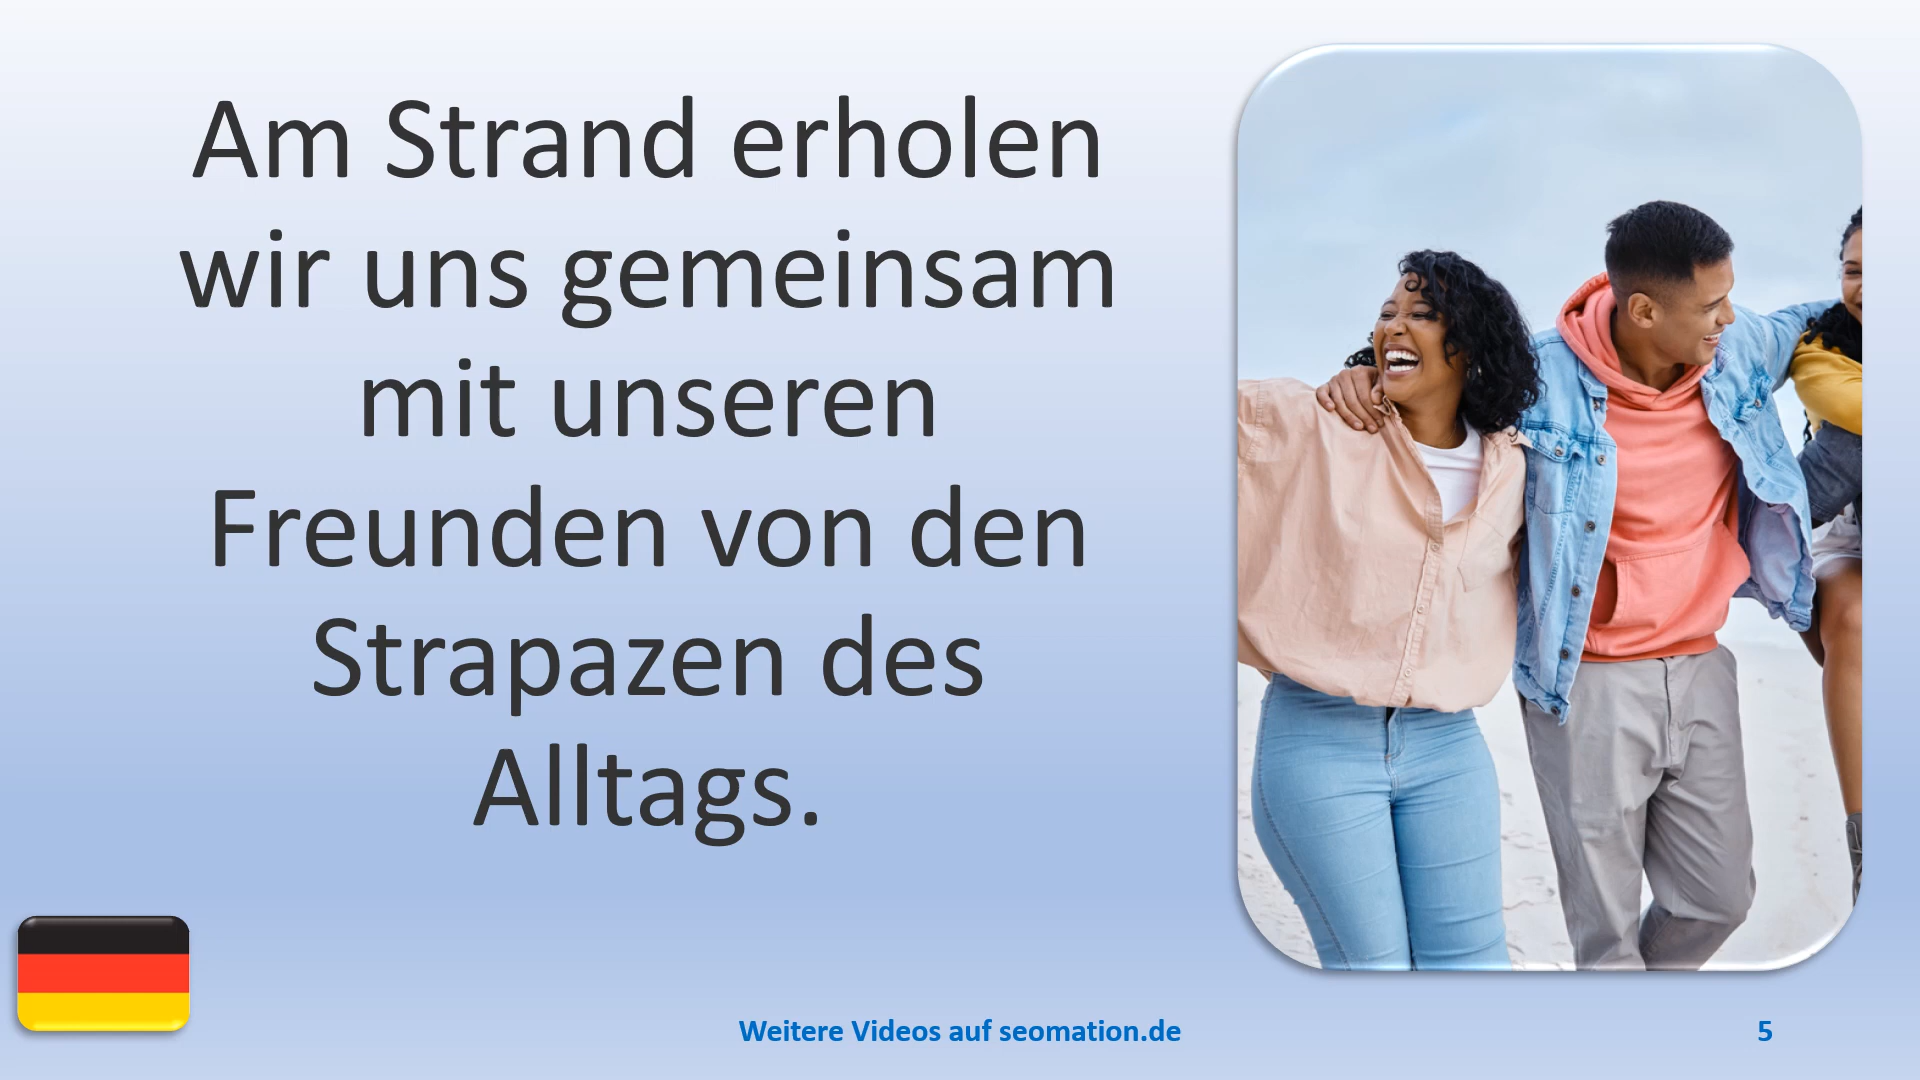 Am Strand erholen
wir uns gemeinsam
mit unseren
Freunden von den
Strapazen des
Alltags.
Weitere Videos auf seomation.de
5